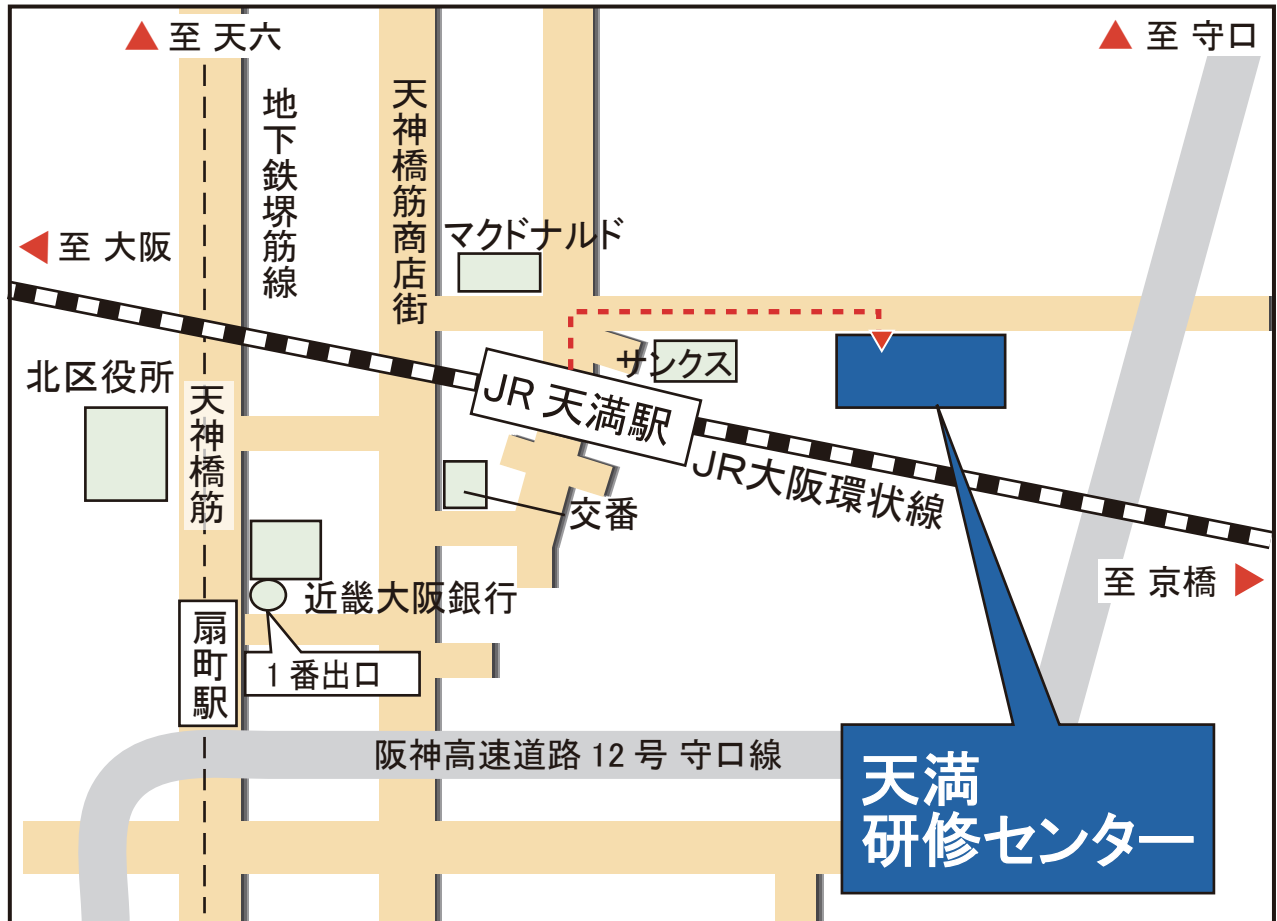 至 天六
至 守口
地下鉄堺筋線
天神橋筋商店街
マクドナルド
至 大阪
サンクス
北区役所
JR 天満駅
天神橋筋
JR大阪環状線
交番
至 京橋
近畿大阪銀行
扇町駅
1 番出口
阪神高速道路 12 号 守口線
天満
研修センター